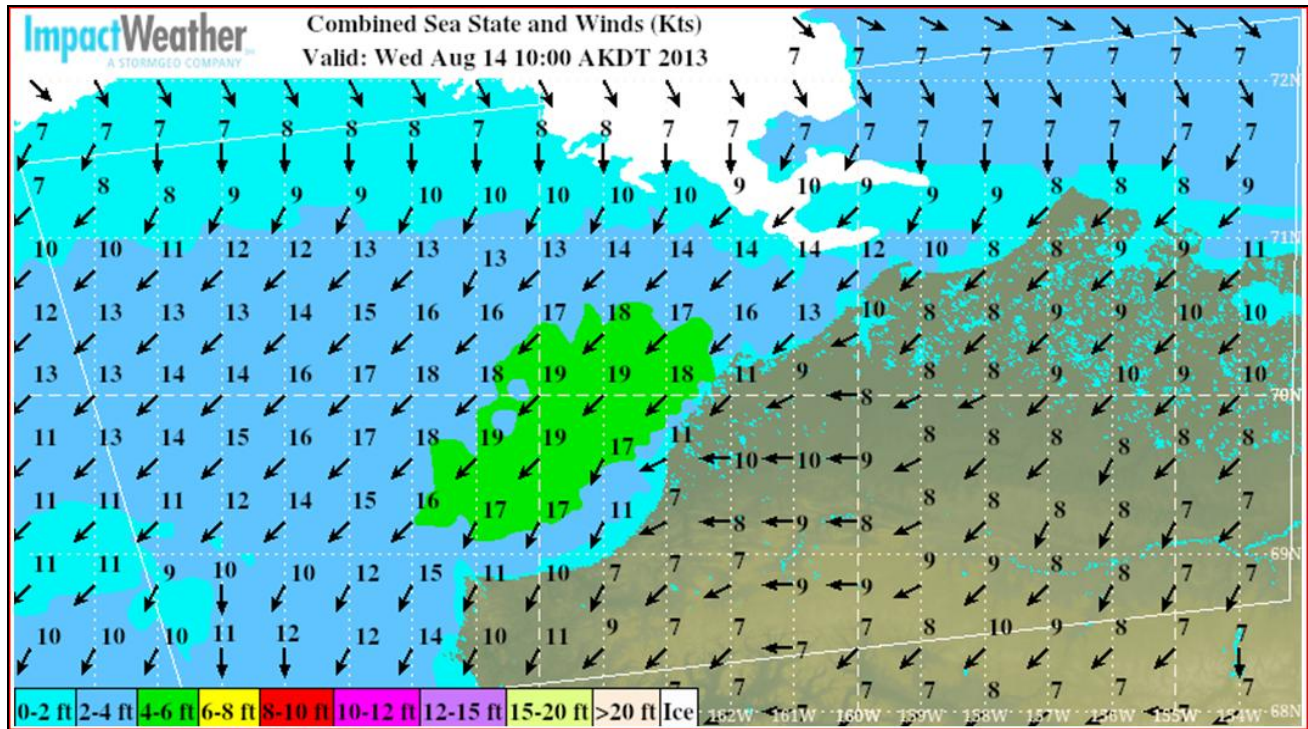 ImpactWeather
A STORMGEO COMPANY
Combined Sea State and Winds (Kts)
Valid: Wed Aug 14 10:00 AKDT 2013
7 7 7 7 7 7 7 7
72N
7 7 7 7 8 8 8 7 8 8 7 7 7 7 7 7 7 7 7 7
7 8 8 9 9 9 10 10 10 10 10 9 10 9 9 9 8 8 8 9
71N
10 10 11 12 12 13 13 13 13 14 14 14 14 12 10 8 8 9 9 11
12 13 13 13 14 15 16 16 17 18 17 16 13 10 8 8 9 9 10 10
13 13 14 14 16 17 18 18 19 19 18 11 9 8 8 8 9 10 9 10
70N
11 13 14 15 16 17 18 19 19 17 11 10 10 9 8 8 8 8 8 8
11 11 11 12 14 15 16 17 17 11 7 8 9 8 8 8 8 8 7 7
69N
11 11 9 10 10 12 15 11 10 7 7 7 9 9 9 9 8 8 7 7
10 10 10 11 12 12 14 10 11 9 7 7 7 7 8 10 9 8 7 7
7 7 7 7 8 7 7 7 7
0-2 ft 2-4 ft 4-6 ft 6-8 ft 8-10 ft 10-12 ft 12-15 ft 15-20 ft >20 ft Ice
162W 161W 160W 159W 158W 157W 156W 155W 154W 68N